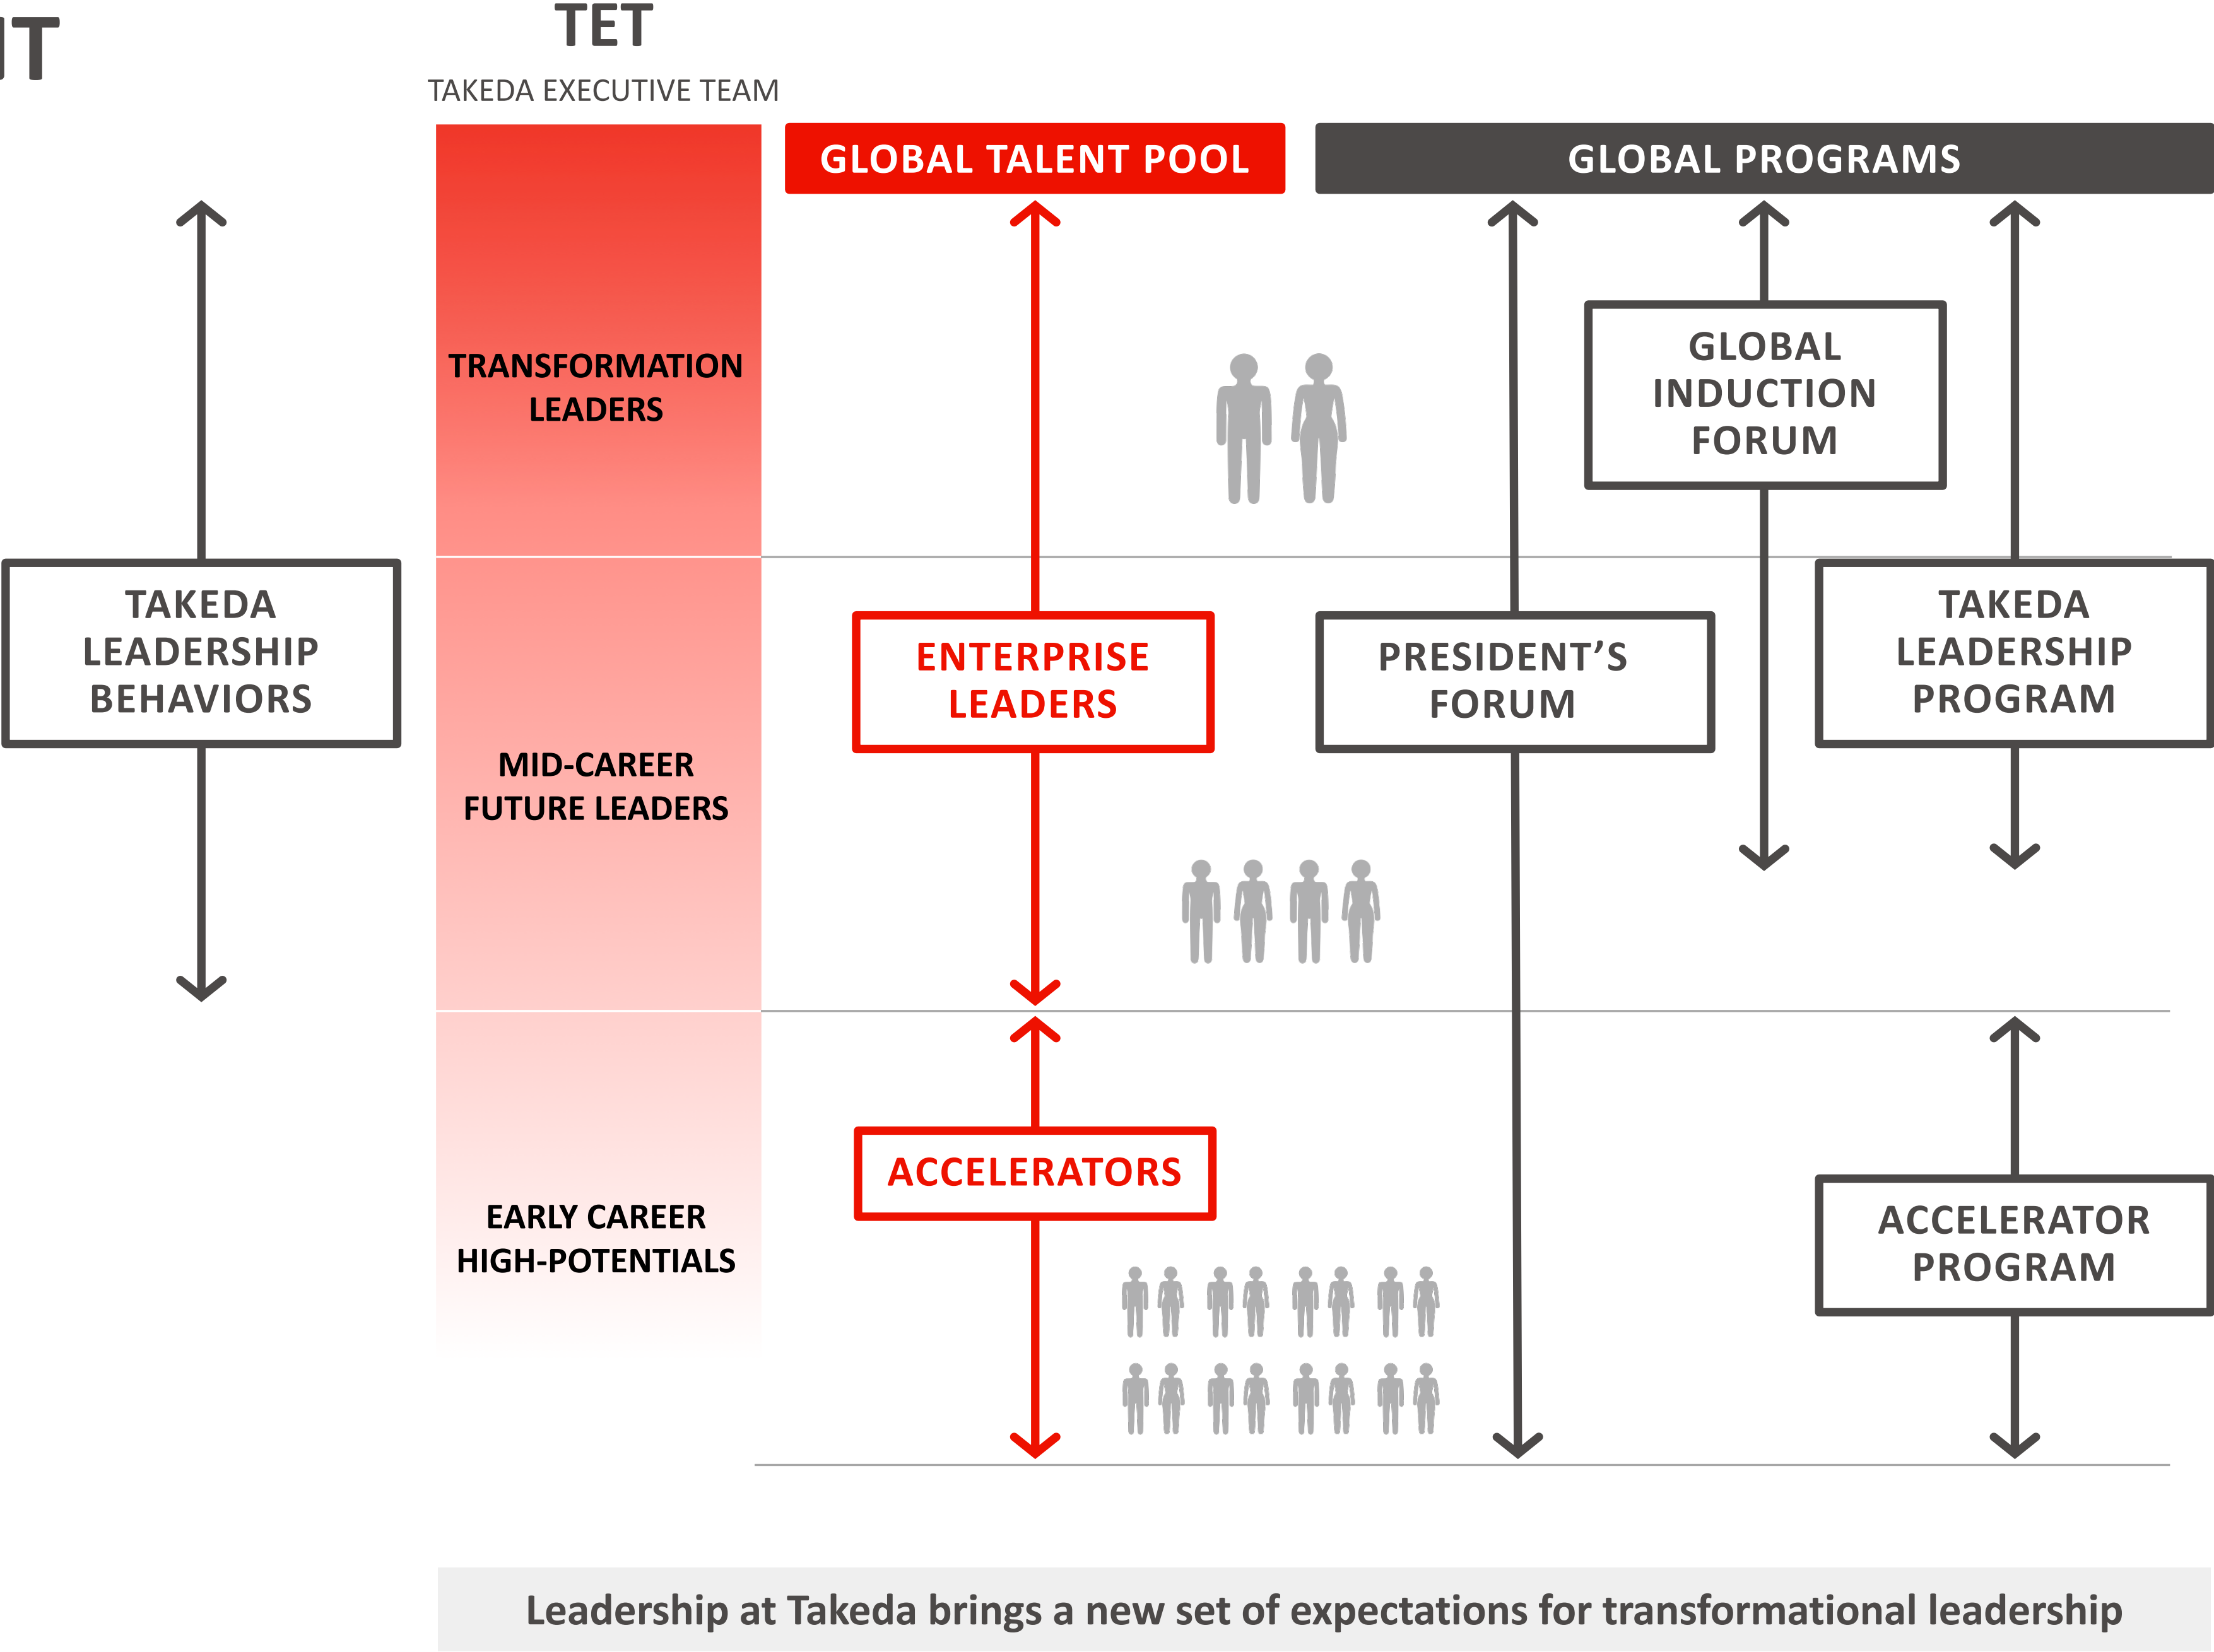 TET
TAKEDA EXECUTIVE TEAM
GLOBAL TALENT POOL
GLOBAL PROGRAMS
TRANSFORMATION
LEADERS
GLOBAL
INDUCTION
FORUM
TAKEDA
LEADERSHIP
BEHAVIORS
ENTERPRISE
LEADERS
PRESIDENT’S
FORUM
TAKEDA
LEADERSHIP
PROGRAM
MID-CAREER
FUTURE LEADERS
ACCELERATORS
EARLY CAREER
HIGH-POTENTIALS
ACCELERATOR
PROGRAM
Leadership at Takeda brings a new set of expectations for transformational leadership